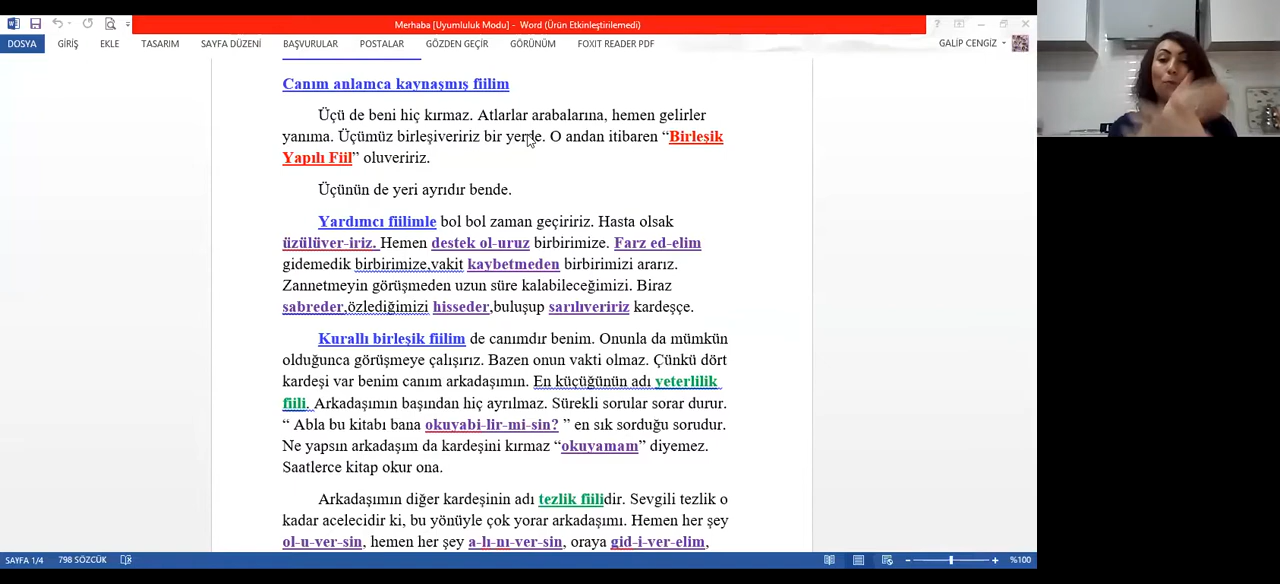 Merhaba [Uyumluluk Modu] - Word (Ürün Etkinleştirilemedi)
DOSYA GİRİŞ EKLE TASARIM SAYFA DÜZENİ BAŞVURULAR POSTALAR GÖZDEN GEÇİR GÖRÜNÜM FOXIT READER PDF GALIP CENGİZ
Canım anlamca kaynaşmış fiilim
Üçü de beni hiç kırmaz. Atlarlar arabalarına, hemen gelirler
yanıma. Üçümüz birleşiveririz bir yerde. O andan itibaren “Birleşik
Yapılı Fiil” oluveririz.
Üçünün de yeri ayrıdır bende.
Yardımcı fiilimle bol bol zaman geçiririz. Hasta olsak
üzülüver-iriz. Hemen destek ol-uruz birbirimize. Farz ed-elim
gidemedik birbirimize,vakit kaybetmeden birbirimizi ararız.
Zannetmeyin görüşmeden uzun süre kalabileceğimizi. Biraz
sabreder,özlediğimizi hisseder,buluşup sarılıveririz kardeşçe.
Kurallı birleşik fiilim de canımdır benim. Onunla da mümkün
olduğunca görüşmeye çalışırız. Bazen onun vakti olmaz. Çünkü dört
kardeşi var benim canım arkadaşımın. En küçüğünün adı yeterlilik
fiili. Arkadaşımın başından hiç ayrılmaz. Sürekli sorular sorar durur.
“ Abla bu kitabı bana okuyabi-lir-mi-sin? ” en sık sorduğu sorudur.
Ne yapsın arkadaşım da kardeşini kırmaz “okuyamam” diyemez.
Saatlerce kitap okur ona.
Arkadaşımın diğer kardeşinin adı tezlik fiilidir. Sevgili tezlik o
kadar acelecidir ki, bu yönüyle çok yorar arkadaşımı. Hemen her şey
ol-u-ver-sin, hemen her şey a-lı-nı-ver-sin, oraya gid-i-ver-elim,
SAYFA 1/4 798 SÖZCÜK %100